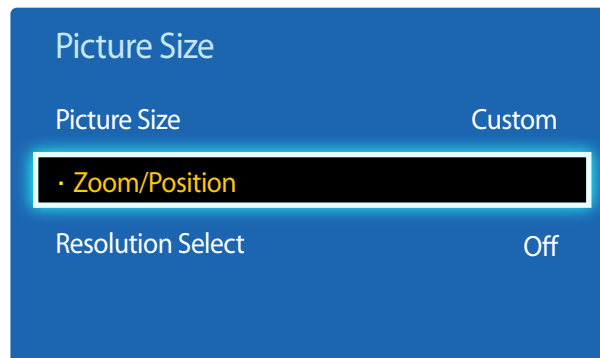 Picture Size
Picture Size Custom
· Zoom/Position
Resolution Select Off